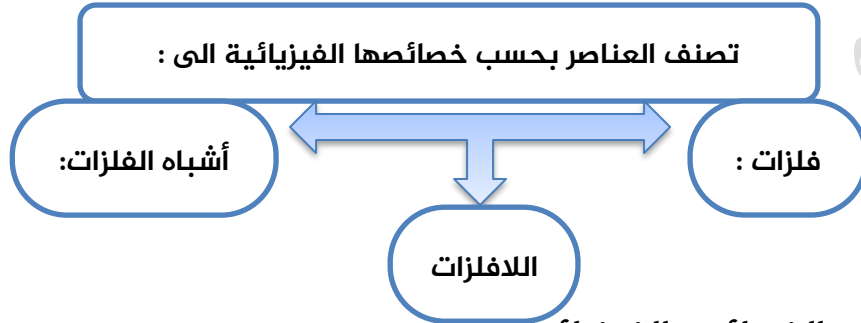 تصنف العناصر بحسب خصائصها الفيزيائية الى :
فلزات :
أشباه الفلزات:
اللافلزات